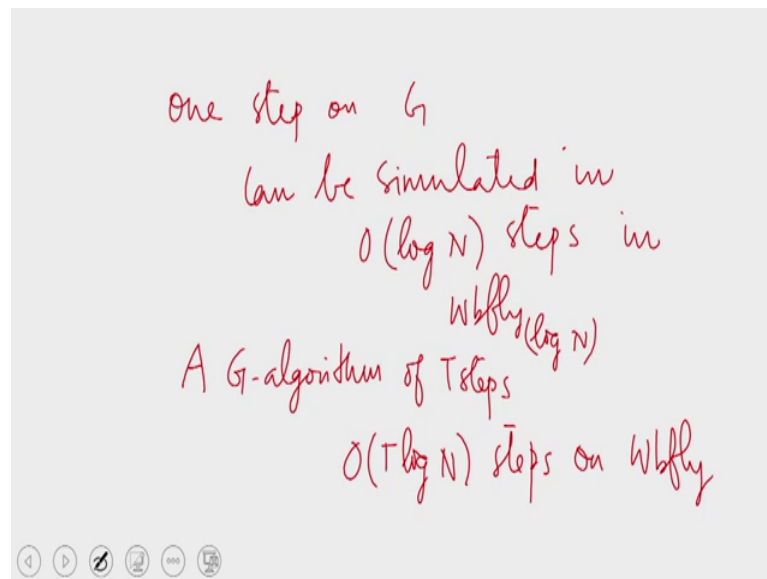 one step on G
can be simulated in
O(log N) steps in
Wbfly(log N)
A G-algorithm of T steps
O(T log N) steps on Wbfly